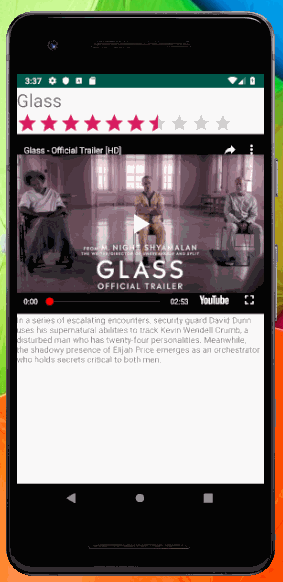 3:37
Glass
Glass - Official Trailer [HD]
FROM M. NIGHT SHYAMALAN
THE WRITER/DIRECTOR OF UNBREAKABLE AND SPLIT
GLASS
OFFICIAL TRAILER
0:00
02:53
YouTube
In a series of escalating encounters, security guard David Dunn
uses his supernatural abilities to track Kevin Wendell Crumb, a
disturbed man who has twenty-four personalities. Meanwhile,
the shadowy presence of Elijah Price emerges as an orchestrator
who holds secrets critical to both men.